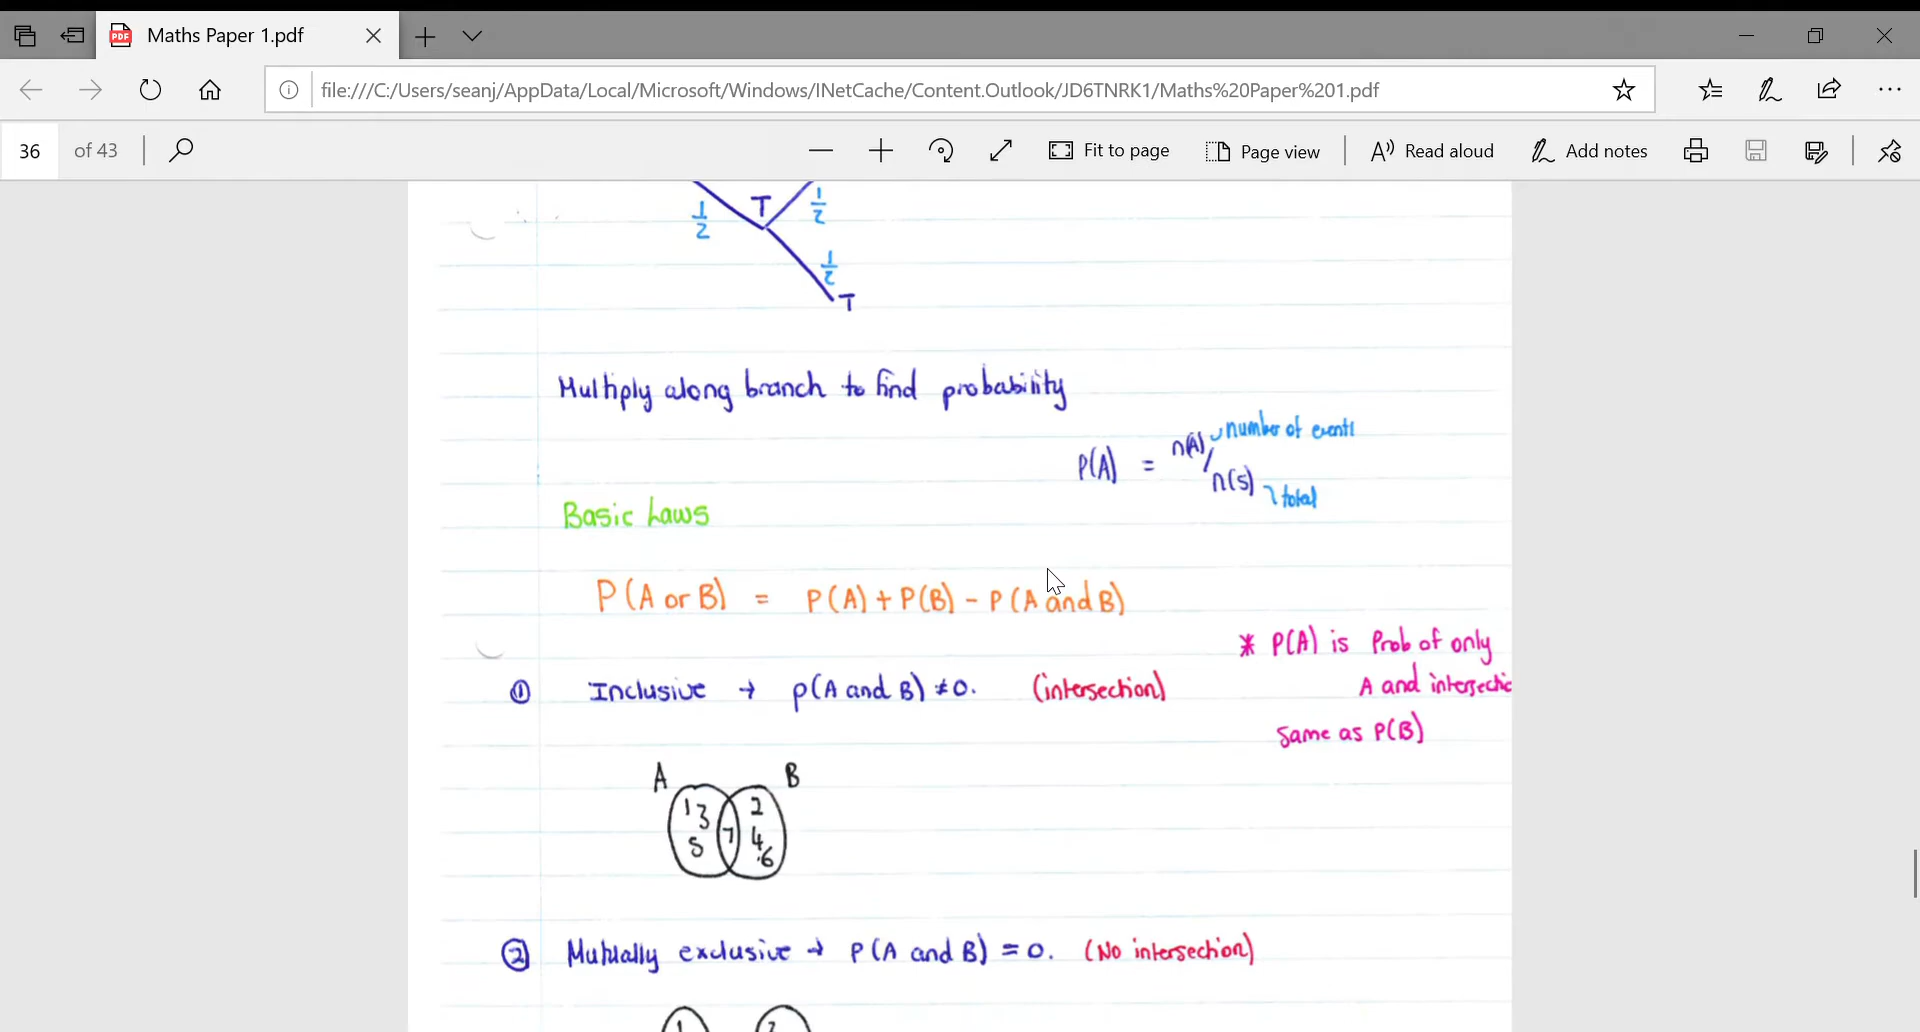 Maths Paper 1.pdf
file:///C:/Users/seanj/AppData/Local/Microsoft/Windows/INetCache/Content.Outlook/JD6TNRK1/Maths%20Paper%201.pdf
36 of 43 Fit to page Page view Read aloud Add notes
1/2 T 1/2
1/2
T
Multiply along branch to find probability
P(A) = n(A)/n(s) number of events
total
Basic Laws
P(A or B) = P(A) + P(B) - P(A and B)
* P(A) is Prob of only
A and intersectio
Same as P(B)
① Inclusive → p(A and B) ≠ 0. (intersection)
A B
1 3 2
5 7 4
6
② Mutually exclusive → P(A and B) = 0. (No intersection)
1 2